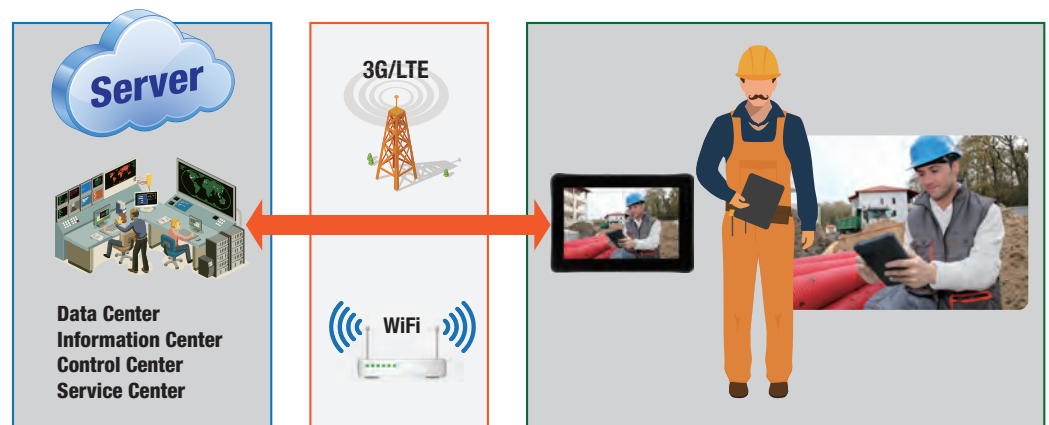 Server
Data Center
Information Center
Control Center
Service Center
3G/LTE
WiFi